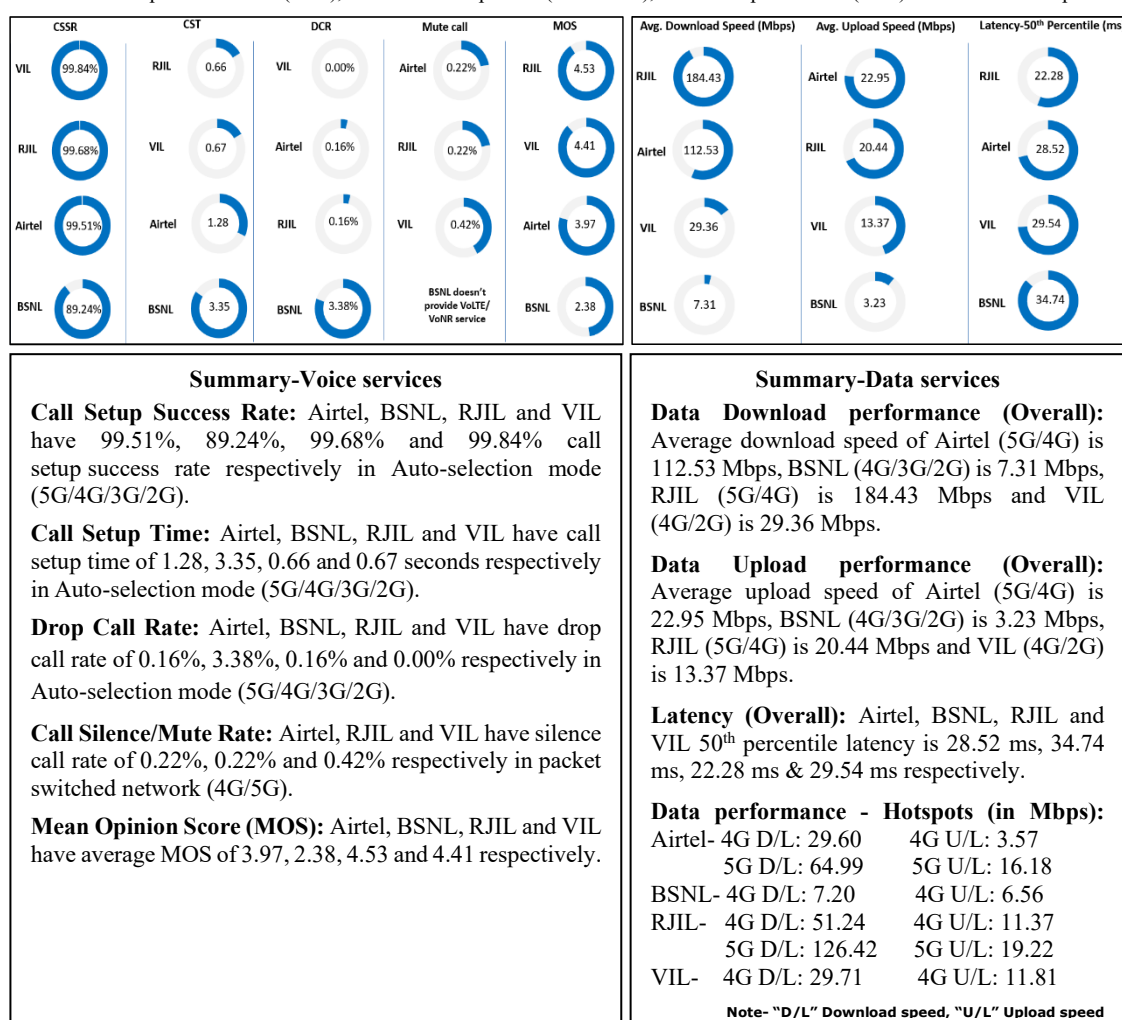 CSSR CST DCR Mute call MOS
VIL 99.84% RJIL 0.66 VIL 0.00% Airtel 0.22% RJIL 4.53
RJIL 99.68% VIL 0.67 Airtel 0.16% RJIL 0.22% VIL 4.41
Airtel 99.51% Airtel 1.28 RJIL 0.16% VIL 0.42% Airtel 3.97
BSNL 89.24% BSNL 3.35 BSNL 3.38% BSNL doesn't provide VoLTE/ VoNR service BSNL 2.38
Avg. Download Speed (Mbps) Avg. Upload Speed (Mbps) Latency-50th Percentile (ms
RJIL 184.43 Airtel 22.95 RJIL 22.28
Airtel 112.53 RJIL 20.44 Airtel 28.52
VIL 29.36 VIL 13.37 VIL 29.54
BSNL 7.31 BSNL 3.23 BSNL 34.74
Summary-Voice services
Call Setup Success Rate: Airtel, BSNL, RJIL and VIL
have 99.51%, 89.24%, 99.68% and 99.84% call
setup success rate respectively in Auto-selection mode
(5G/4G/3G/2G).
Call Setup Time: Airtel, BSNL, RJIL and VIL have call
setup time of 1.28, 3.35, 0.66 and 0.67 seconds respectively
in Auto-selection mode (5G/4G/3G/2G).
Drop Call Rate: Airtel, BSNL, RJIL and VIL have drop
call rate of 0.16%, 3.38%, 0.16% and 0.00% respectively in
Auto-selection mode (5G/4G/3G/2G).
Call Silence/Mute Rate: Airtel, RJIL and VIL have silence
call rate of 0.22%, 0.22% and 0.42% respectively in packet
switched network (4G/5G).
Mean Opinion Score (MOS): Airtel, BSNL, RJIL and VIL
have average MOS of 3.97, 2.38, 4.53 and 4.41 respectively.
Summary-Data services
Data Download performance (Overall):
Average download speed of Airtel (5G/4G) is
112.53 Mbps, BSNL (4G/3G/2G) is 7.31 Mbps,
RJIL (5G/4G) is 184.43 Mbps and VIL
(4G/2G) is 29.36 Mbps.
Data Upload performance (Overall):
Average upload speed of Airtel (5G/4G) is
22.95 Mbps, BSNL (4G/3G/2G) is 3.23 Mbps,
RJIL (5G/4G) is 20.44 Mbps and VIL (4G/2G)
is 13.37 Mbps.
Latency (Overall): Airtel, BSNL, RJIL and
VIL 50th percentile latency is 28.52 ms, 34.74
ms, 22.28 ms & 29.54 ms respectively.
Data performance - Hotspots (in Mbps):
Airtel- 4G D/L: 29.60 4G U/L: 3.57
5G D/L: 64.99 5G U/L: 16.18
BSNL- 4G D/L: 7.20 4G U/L: 6.56
RJIL- 4G D/L: 51.24 4G U/L: 11.37
5G D/L: 126.42 5G U/L: 19.22
VIL- 4G D/L: 29.71 4G U/L: 11.81
Note- "D/L" Download speed, "U/L" Upload speed